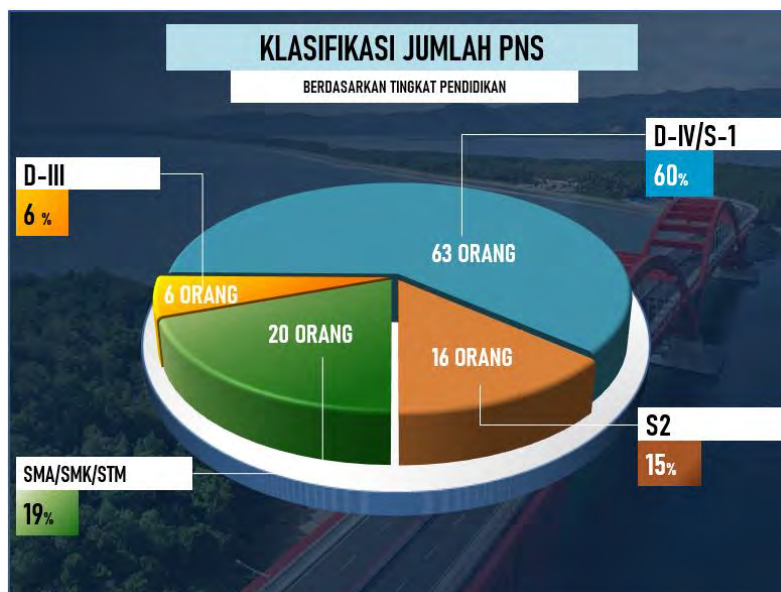 KLASIFIKASI JUMLAH PNS
BERDASARKAN TINGKAT PENDIDIKAN
D-IV/S-1
60%
D-III
6 %
63 ORANG
6 ORANG
20 ORANG
16 ORANG
S2
15%
SMA/SMK/STM
19%